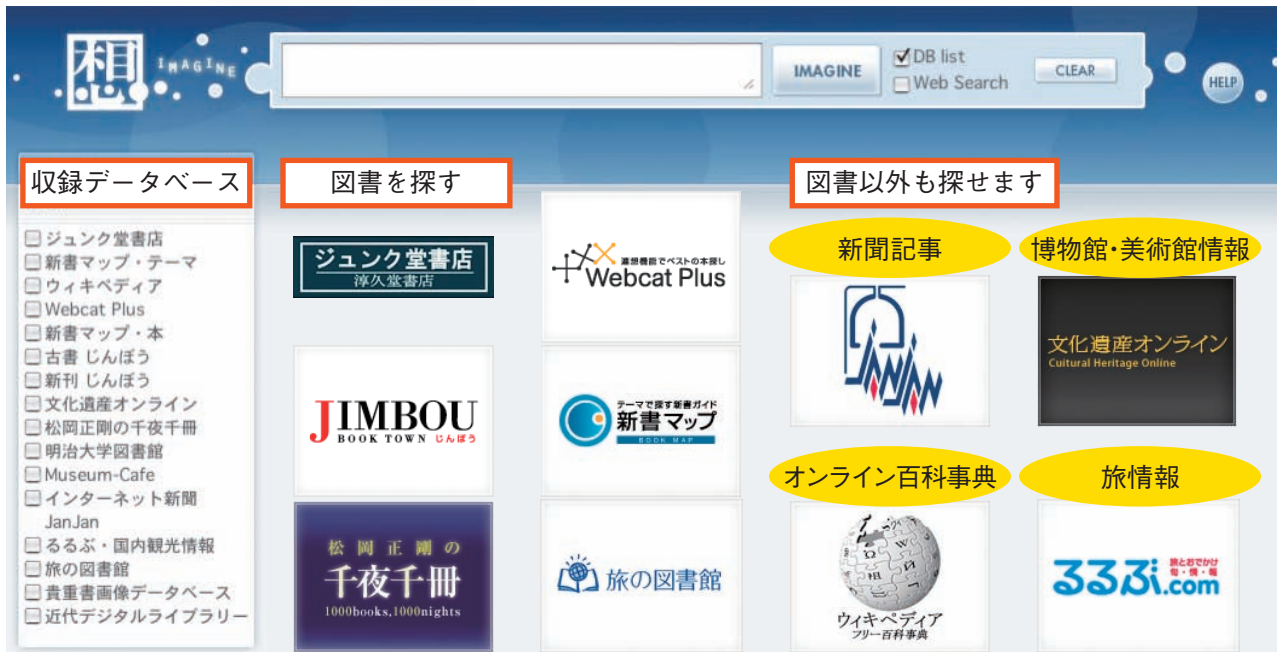 想 IMAGINE
IMAGINE
DB list
Web Search
CLEAR
HELP
収録データベース
ジュンク堂書店
新書マップ・テーマ
ウィキペディア
Webcat Plus
新書マップ・本
古書 じんぼう
新刊 じんぼう
文化遺産オンライン
松岡正剛の千夜千冊
明治大学図書館
Museum-Cafe
インターネット新聞
JanJan
るるぶ・国内観光情報
旅の図書館
貴重書画像データベース
近代デジタルライブラリー
図書を探す
ジュンク堂書店
淳久堂書店
連想機能でベストの本探し
Webcat Plus
JIMBOU
BOOK TOWN じんぼう
テーマで探す新書ガイド
新書マップ
BOOK MAP
松岡正剛の
千夜千冊
1000books,1000nights
旅の図書館
図書以外も探せます
新聞記事
JANJAN
博物館・美術館情報
文化遺産オンライン
Cultural Heritage Online
オンライン百科事典
ウィキペディア
フリー百科事典
旅情報
るるぶ.com
旅とおでかけ
旬・情・報